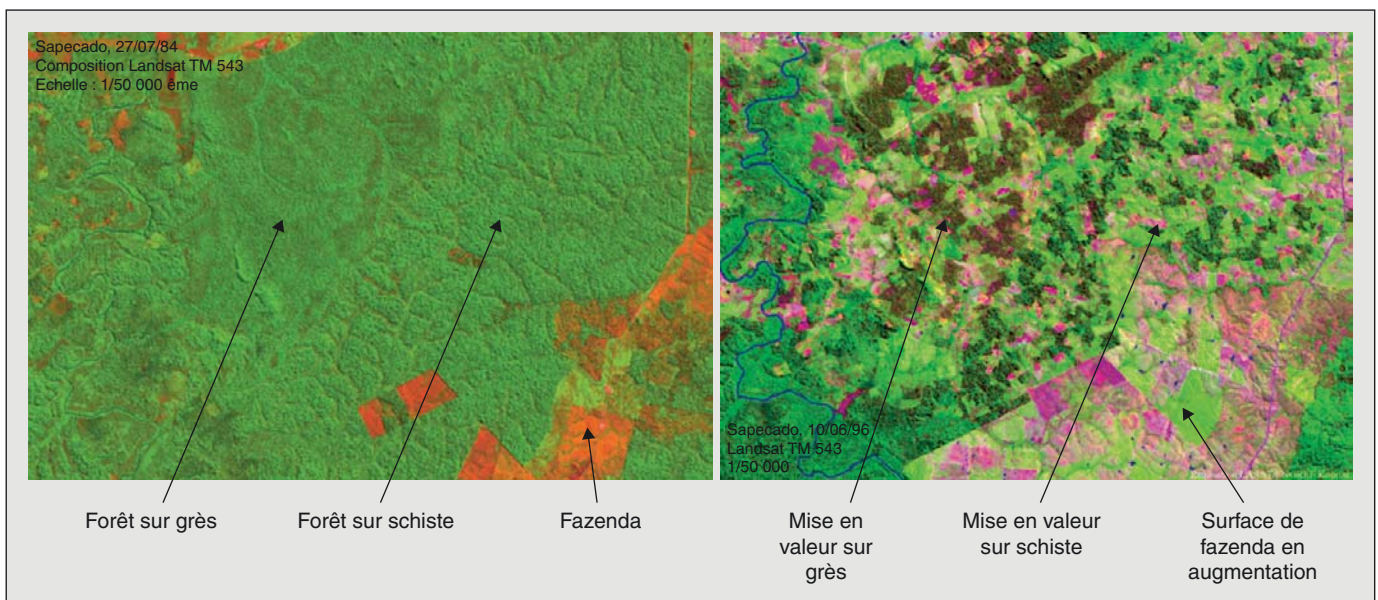 Sapecado, 27/07/84
Composition Landsat TM 543
Echelle : 1/50 000 ème
Sapecado, 10/06/96
Landsat TM 543
1/50 000
Forêt sur grès
Forêt sur schiste
Fazenda
Mise en
valeur sur
grès
Mise en valeur
sur schiste
Surface de
fazenda en
augmentation